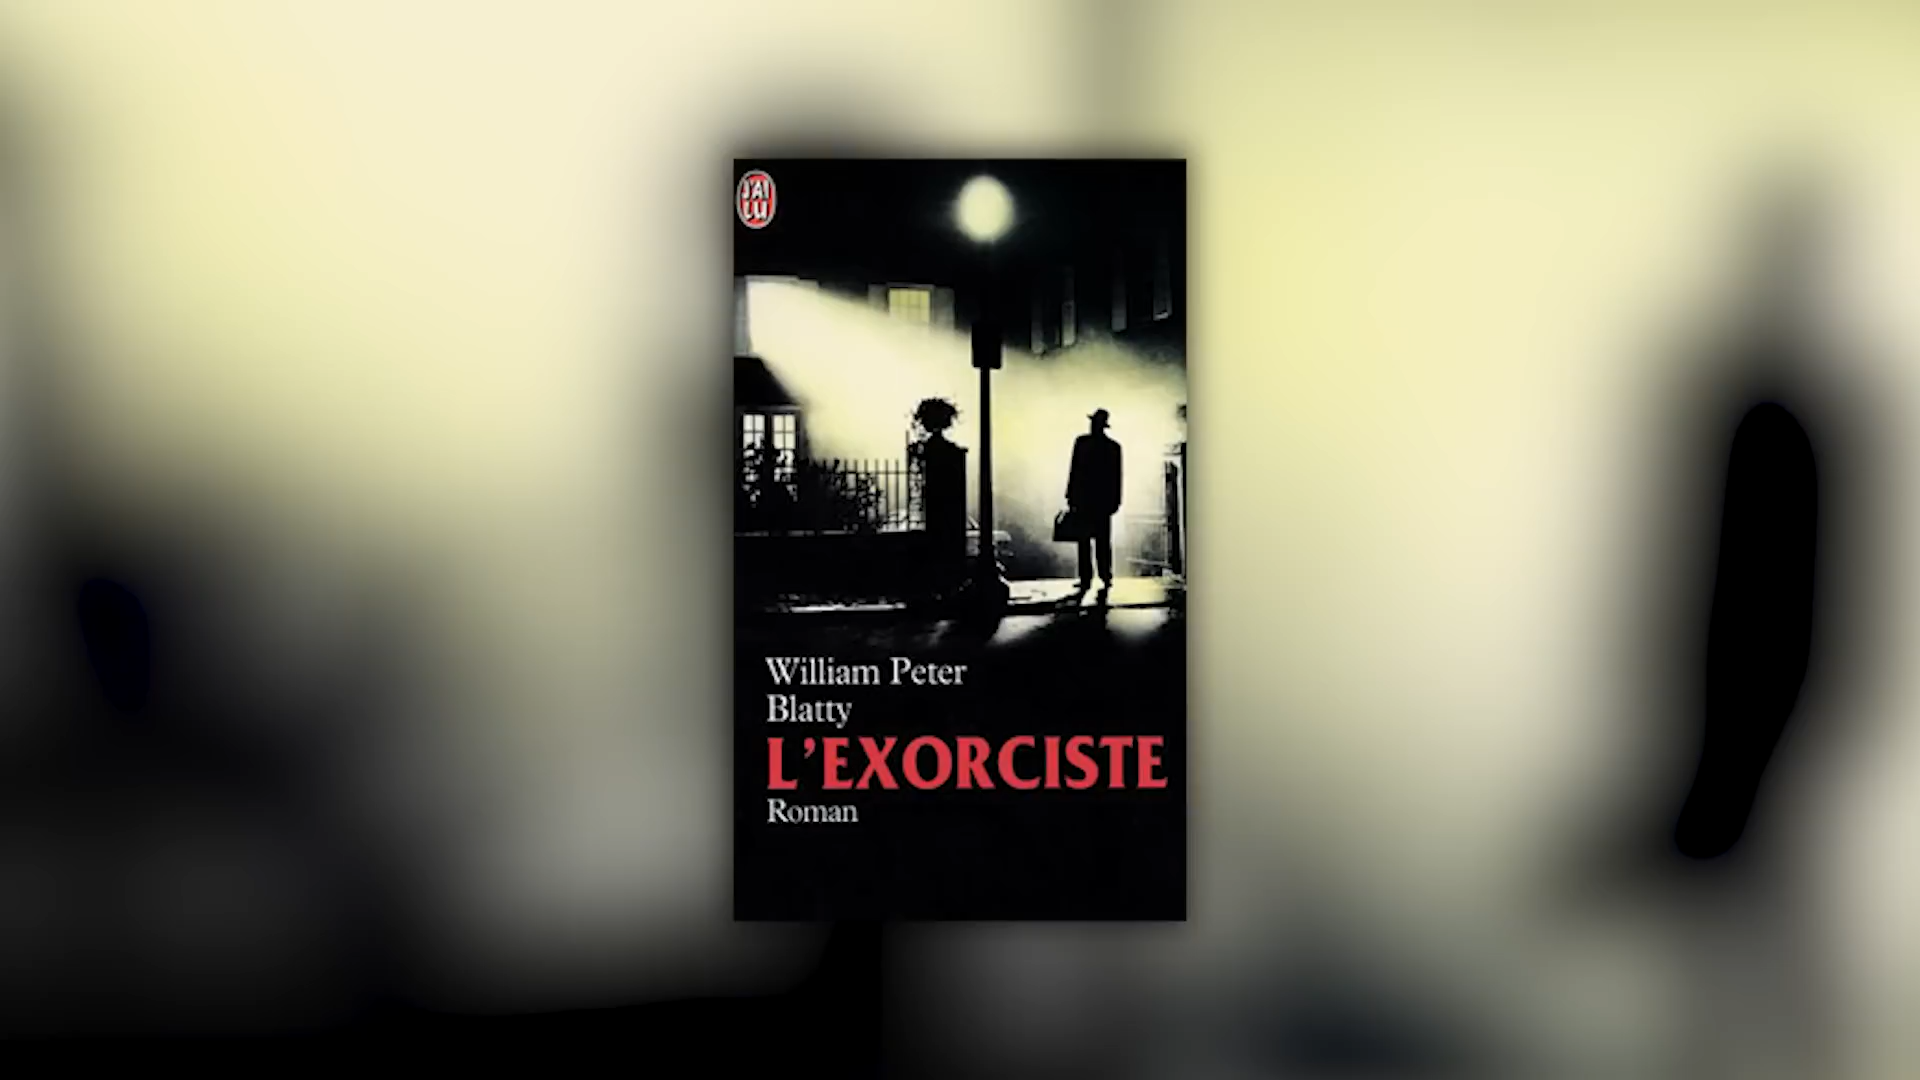 J'AI
LU
William Peter
Blatty
L'EXORCISTE
Roman